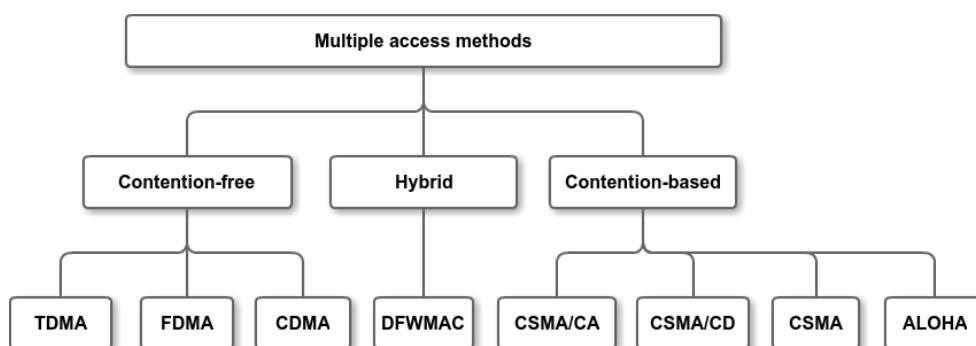 Multiple access methods
Contention-free
Hybrid
Contention-based
TDMA
FDMA
CDMA
DFWMAC
CSMA/CA
CSMA/CD
CSMA
ALOHA